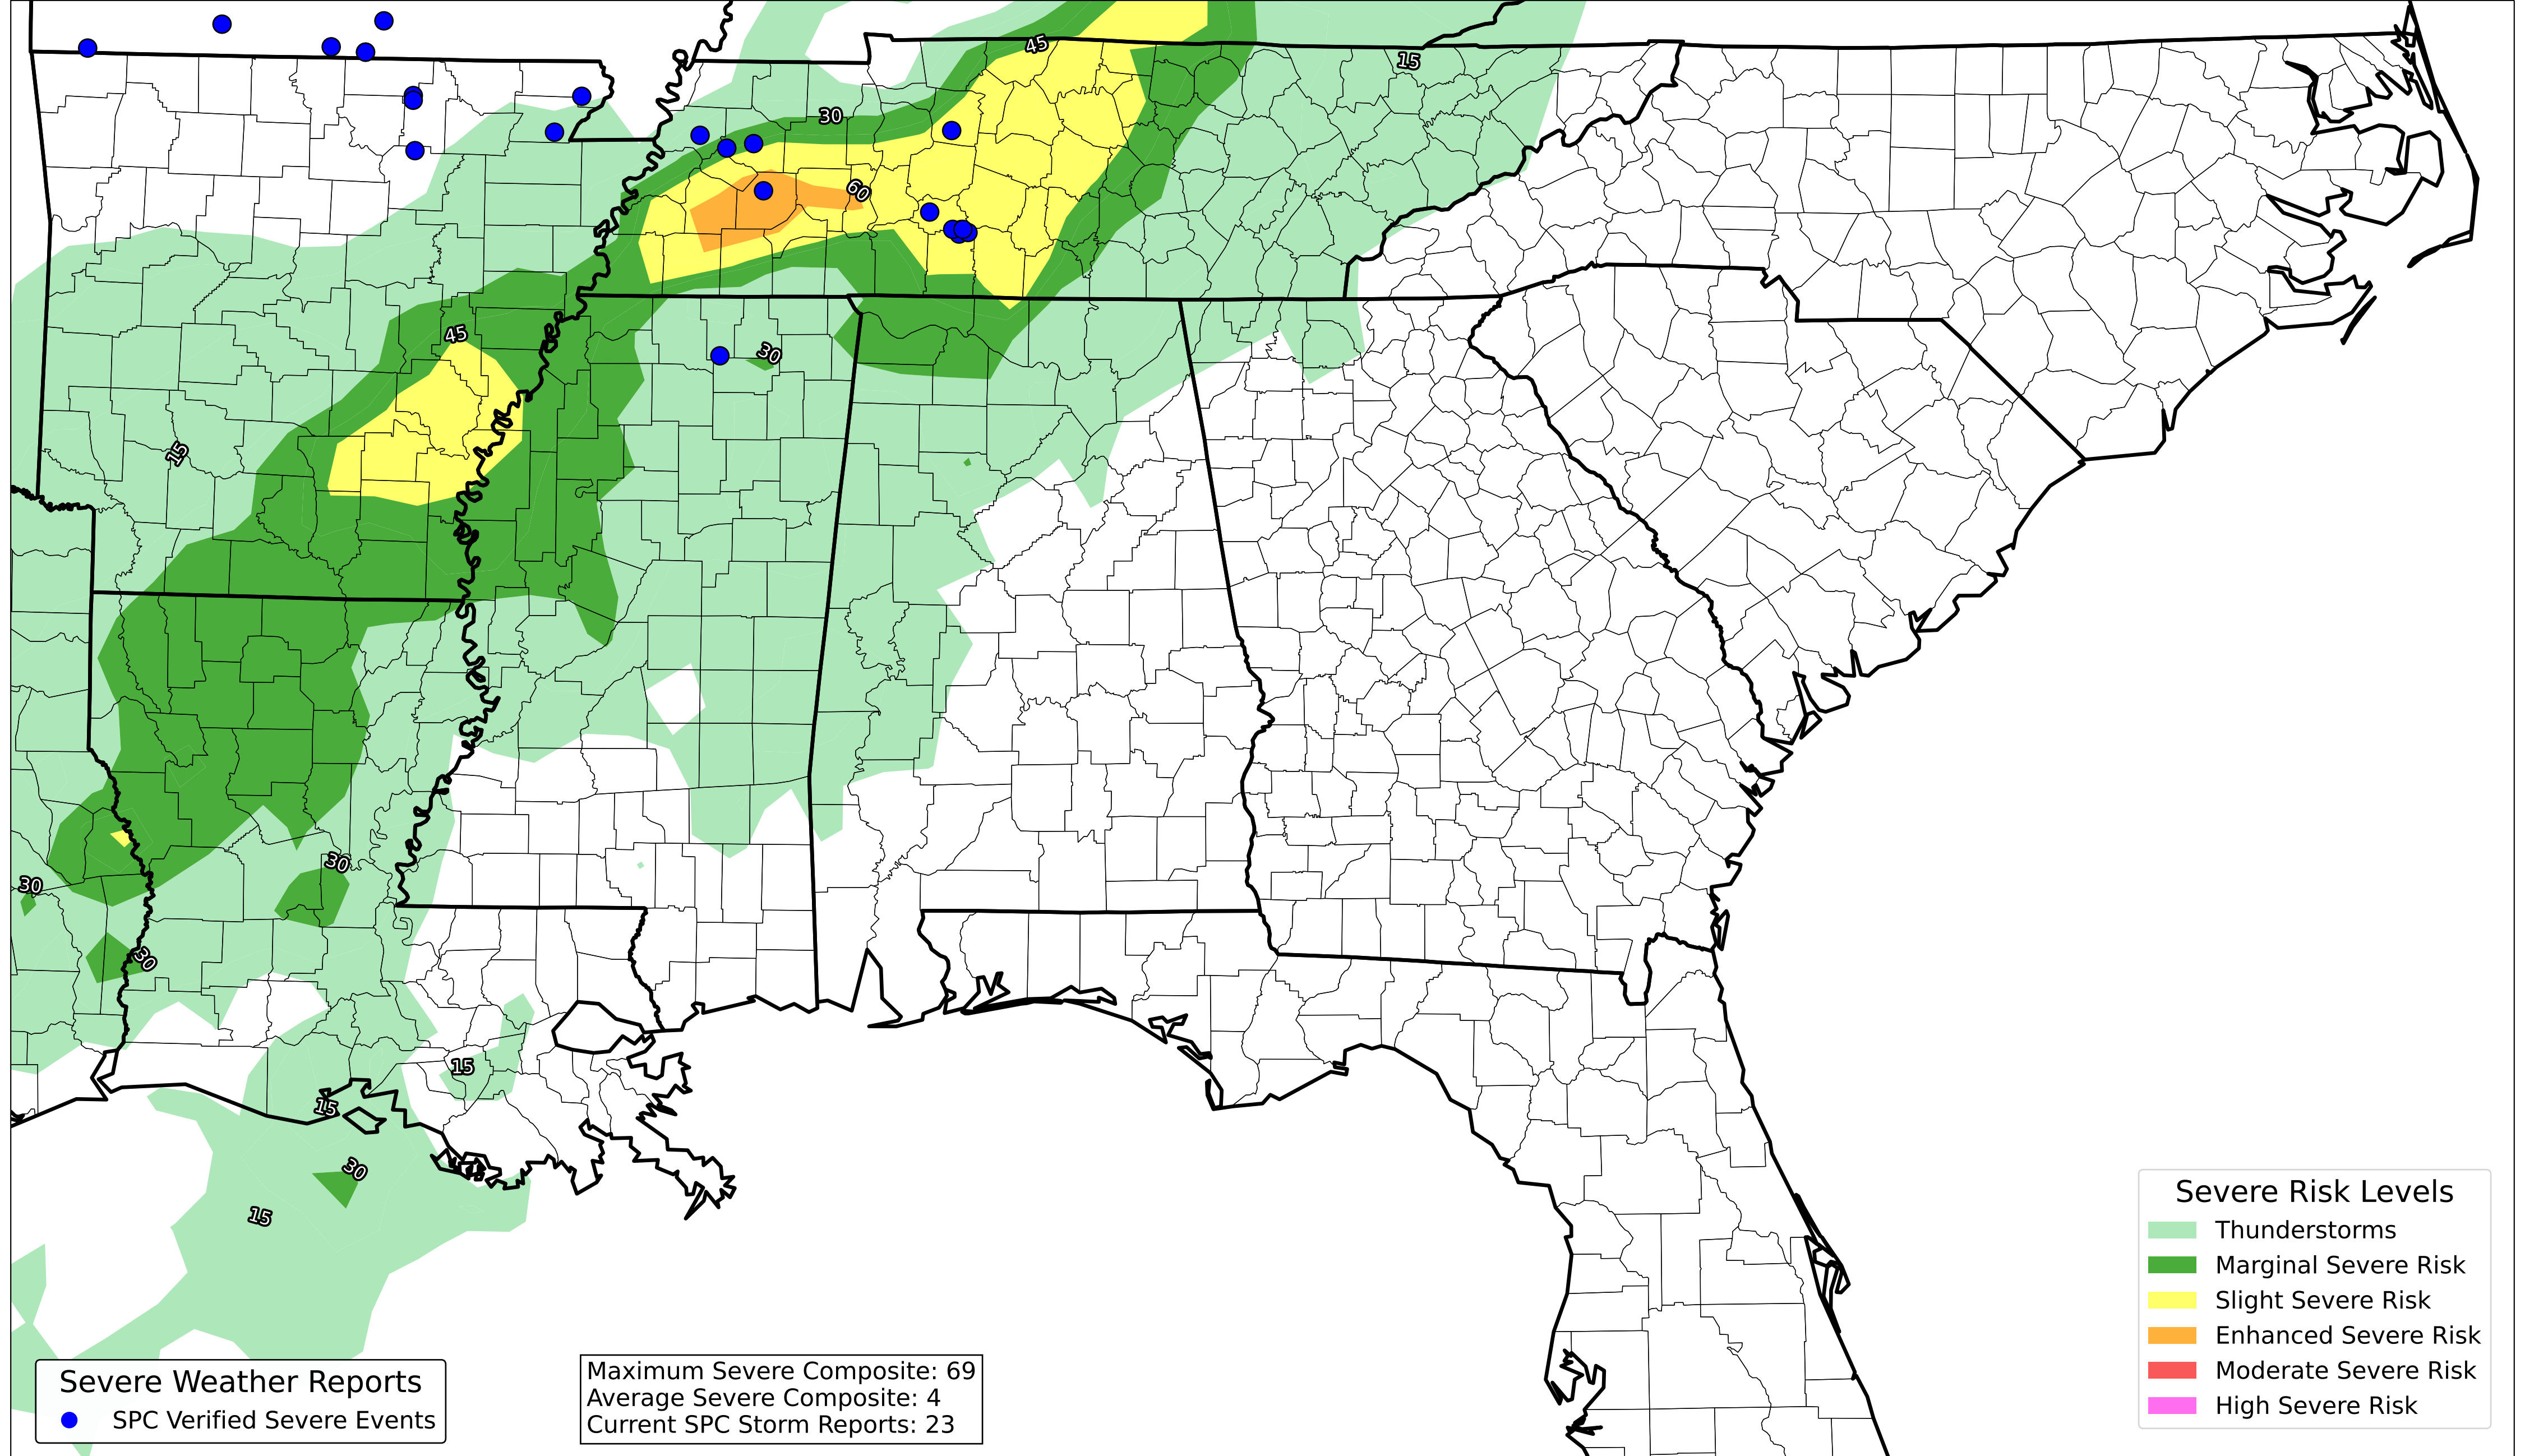 45
15
30
60
45
30
15
30
30
30
15
15
30
15
Severe Risk Levels
Thunderstorms
Marginal Severe Risk
Slight Severe Risk
Enhanced Severe Risk
Moderate Severe Risk
High Severe Risk
Severe Weather Reports
SPC Verified Severe Events
Maximum Severe Composite: 69
Average Severe Composite: 4
Current SPC Storm Reports: 23